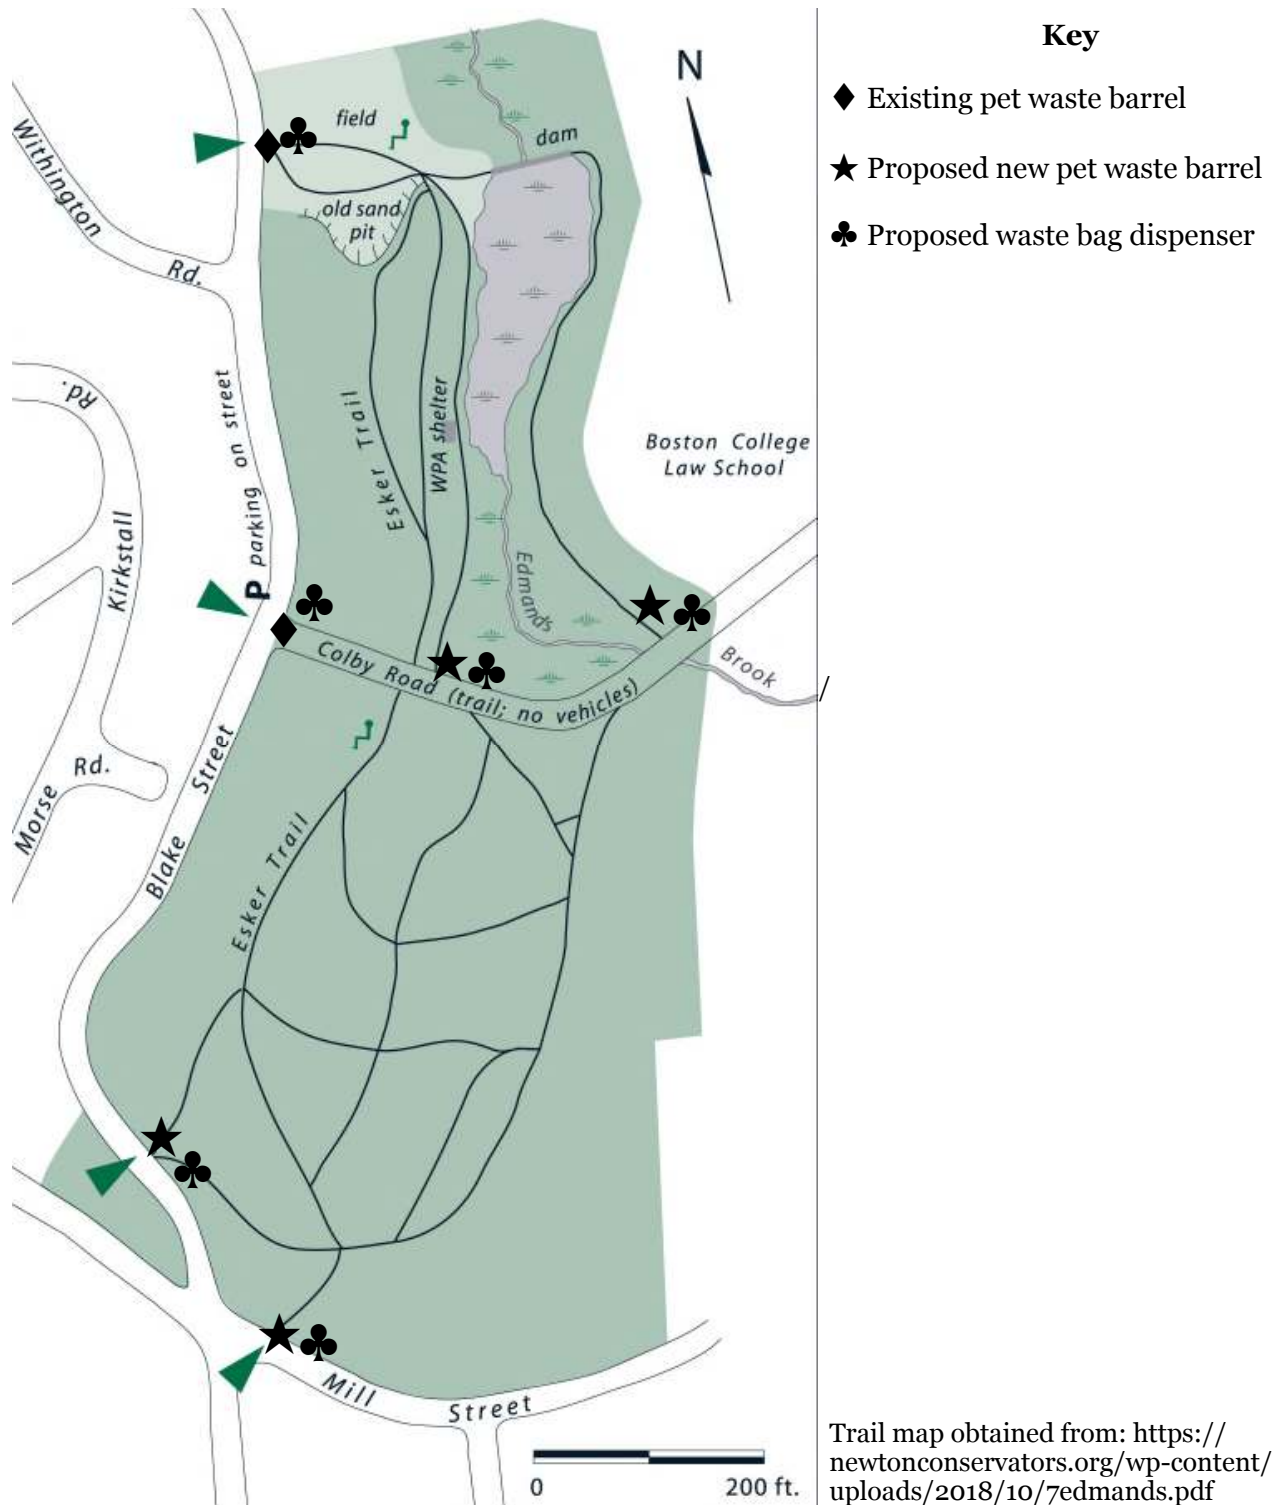 Key
Existing pet waste barrel
Proposed new pet waste barrel
Proposed waste bag dispenser
N
field
dam
old sand
pit
Withington
Rd.
Rd.
Kirkstall
P parking on street
Esker Trail
WPA shelter
Boston College
Law School
Edmands
Brook
/
Colby Road (trail; no vehicles)
Morse
Rd.
Blake Street
Esker Trail
Mill
Street
0
200 ft.
Trail map obtained from: https://
newtonconservators.org/wp-content/
uploads/2018/10/7edmands.pdf